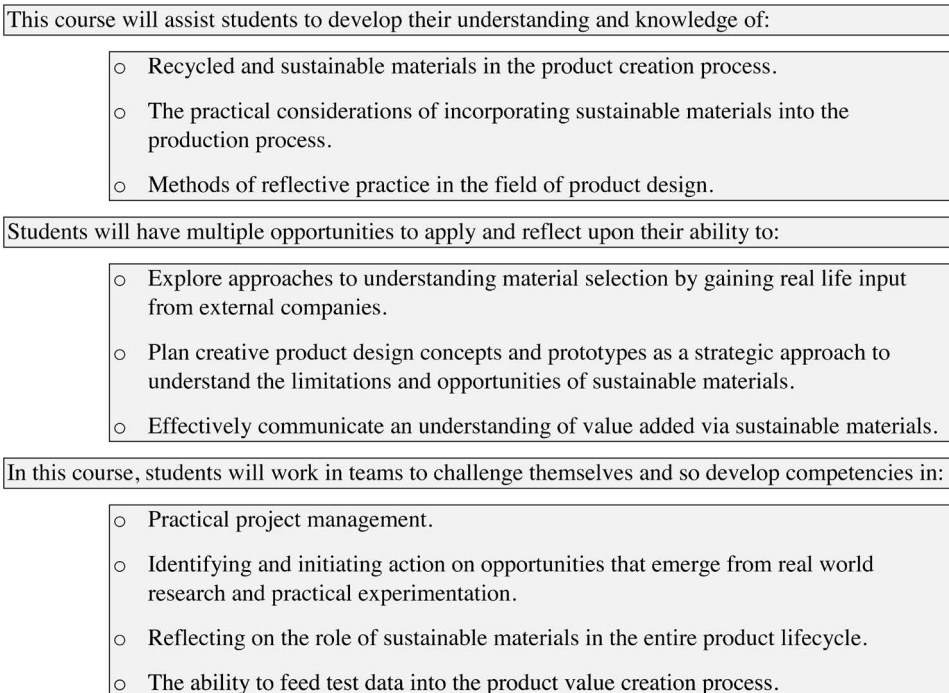 This course will assist students to develop their understanding and knowledge of:
o Recycled and sustainable materials in the product creation process.
o The practical considerations of incorporating sustainable materials into the
production process.
o Methods of reflective practice in the field of product design.
Students will have multiple opportunities to apply and reflect upon their ability to:
o Explore approaches to understanding material selection by gaining real life input
from external companies.
o Plan creative product design concepts and prototypes as a strategic approach to
understand the limitations and opportunities of sustainable materials.
o Effectively communicate an understanding of value added via sustainable materials.
In this course, students will work in teams to challenge themselves and so develop competencies in:
o Practical project management.
o Identifying and initiating action on opportunities that emerge from real world
research and practical experimentation.
o Reflecting on the role of sustainable materials in the entire product lifecycle.
o The ability to feed test data into the product value creation process.